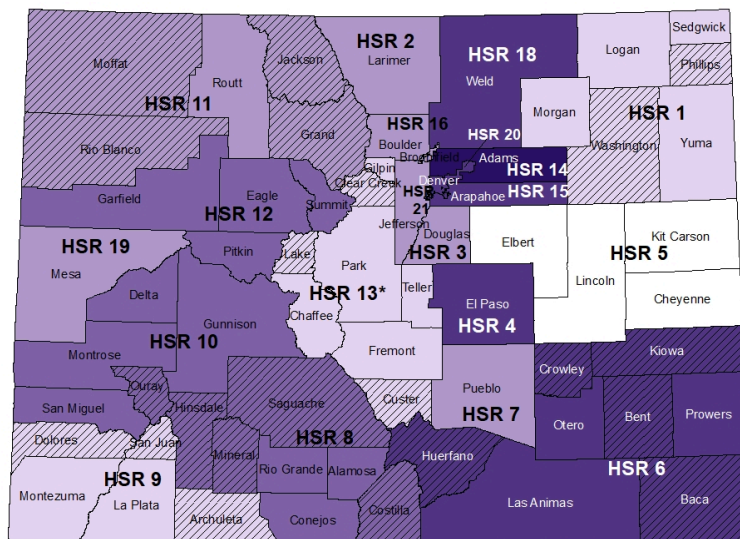 Sedgwick
HSR 2
Larimer
HSR 18
Weld
Logan
Phillips
Moffat
Routt
Jackson
HSR 11
Morgan
HSR 1
Washington
Yuma
Grand
HSR 16
Boulder
HSR 20
Rio Blanco
Broomfield
Adams
Gilpin
HSR 14
Clear Creek
Denver
HSR
21
Arapahoe
HSR 15
Garfield
Eagle
HSR 12
Summit
Jefferson
Douglas
HSR 3
Elbert
Kit Carson
HSR 5
HSR 19
Mesa
Pitkin
Lake
Park
HSR 13*
Teller
Lincoln
Cheyenne
Delta
Chaffee
El Paso
HSR 4
Gunnison
Montrose
HSR 10
Fremont
Kiowa
Crowley
Ouray
Pueblo
HSR 7
San Miguel
Hinsdale
Saguache
Custer
Otero
Bent
Prowers
Dolores
San Juan
HSR 8
Mineral
Rio Grande
Alamosa
Huerfano
HSR 6
HSR 9
Montezuma
La Plata
Archuleta
Conejos
Costilla
Las Animas
Baca